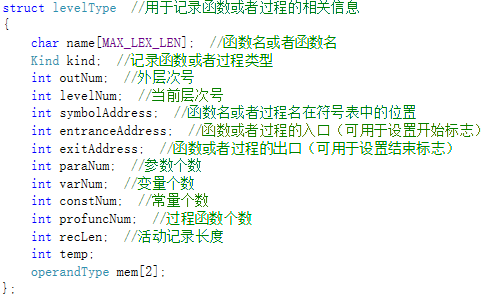 struct levelType  //用于记录函数或者过程的相关信息
{
    char name[MAX_LEX_LEN];  //函数名或者函数名
    Kind kind;  //记录函数或过程类型
    int outNum;  //外层次号
    int levelNum;  //当前层次号
    int symbolAddress;  //函数名或者过程名在符号表中的位置
    int entranceAddress;  //函数或过程的入口（可用于设置开始标志）
    int exitAddress;  //函数或过程的出口（可用于设置结束标志）
    int paraNum;  //参数个数
    int varNum;  //变量个数
    int constNum;  //常量个数
    int profuncNum;  //过程函数个数
    int recLen;  //活动记录长度
    int temp;
    operandType mem[2];
};